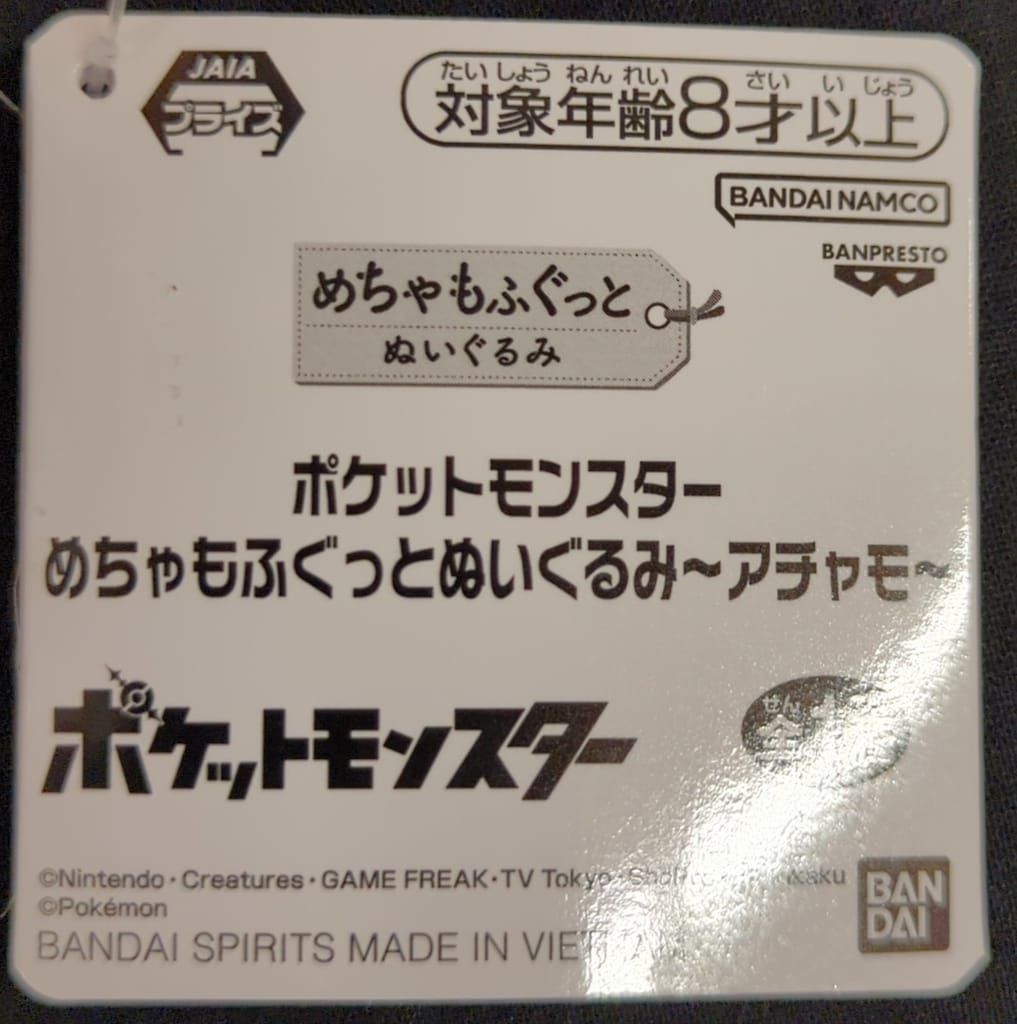 JAIA
プライズ
たいしょう ねんれい さい いじょう
対象年齢8才以上
BANDAI NAMCO
BANPRESTO
めちゃもふぐっと
ぬいぐるみ
ポケットモンスター
めちゃもふぐっとぬいぐるみ～アチャモ～
ポケットモンスター
ぜん
全
©Nintendo・Creatures・GAME FREAK・TV Tokyo
©Pokémon
BANDAI SPIRITS MADE IN
BAN
DAI